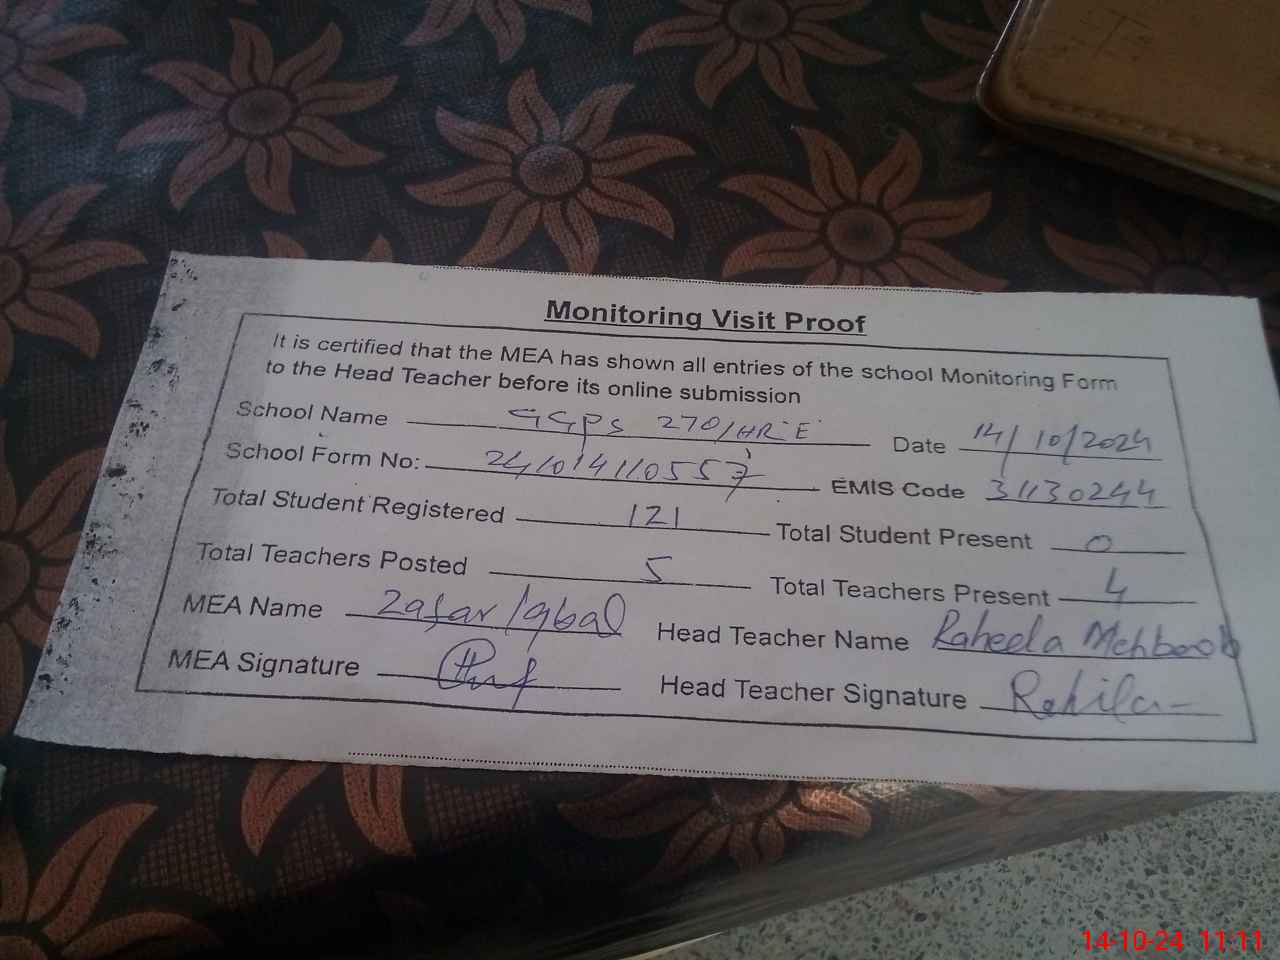 Monitoring Visit Proof
It is certified that the MEA has shown all entries of the school Monitoring Form
to the Head Teacher before its online submission
School Name GGPS 270/HR-E Date 14/10/2024
School Form No: 241014110557 EMIS Code 31130244
Total Student Registered 121 Total Student Present 0
Total Teachers Posted 5 Total Teachers Present 4
MEA Name Zafar Iqbal Head Teacher Name Raheela Mehboob
MEA Signature Head Teacher Signature Rahila
14-10-24 11:11